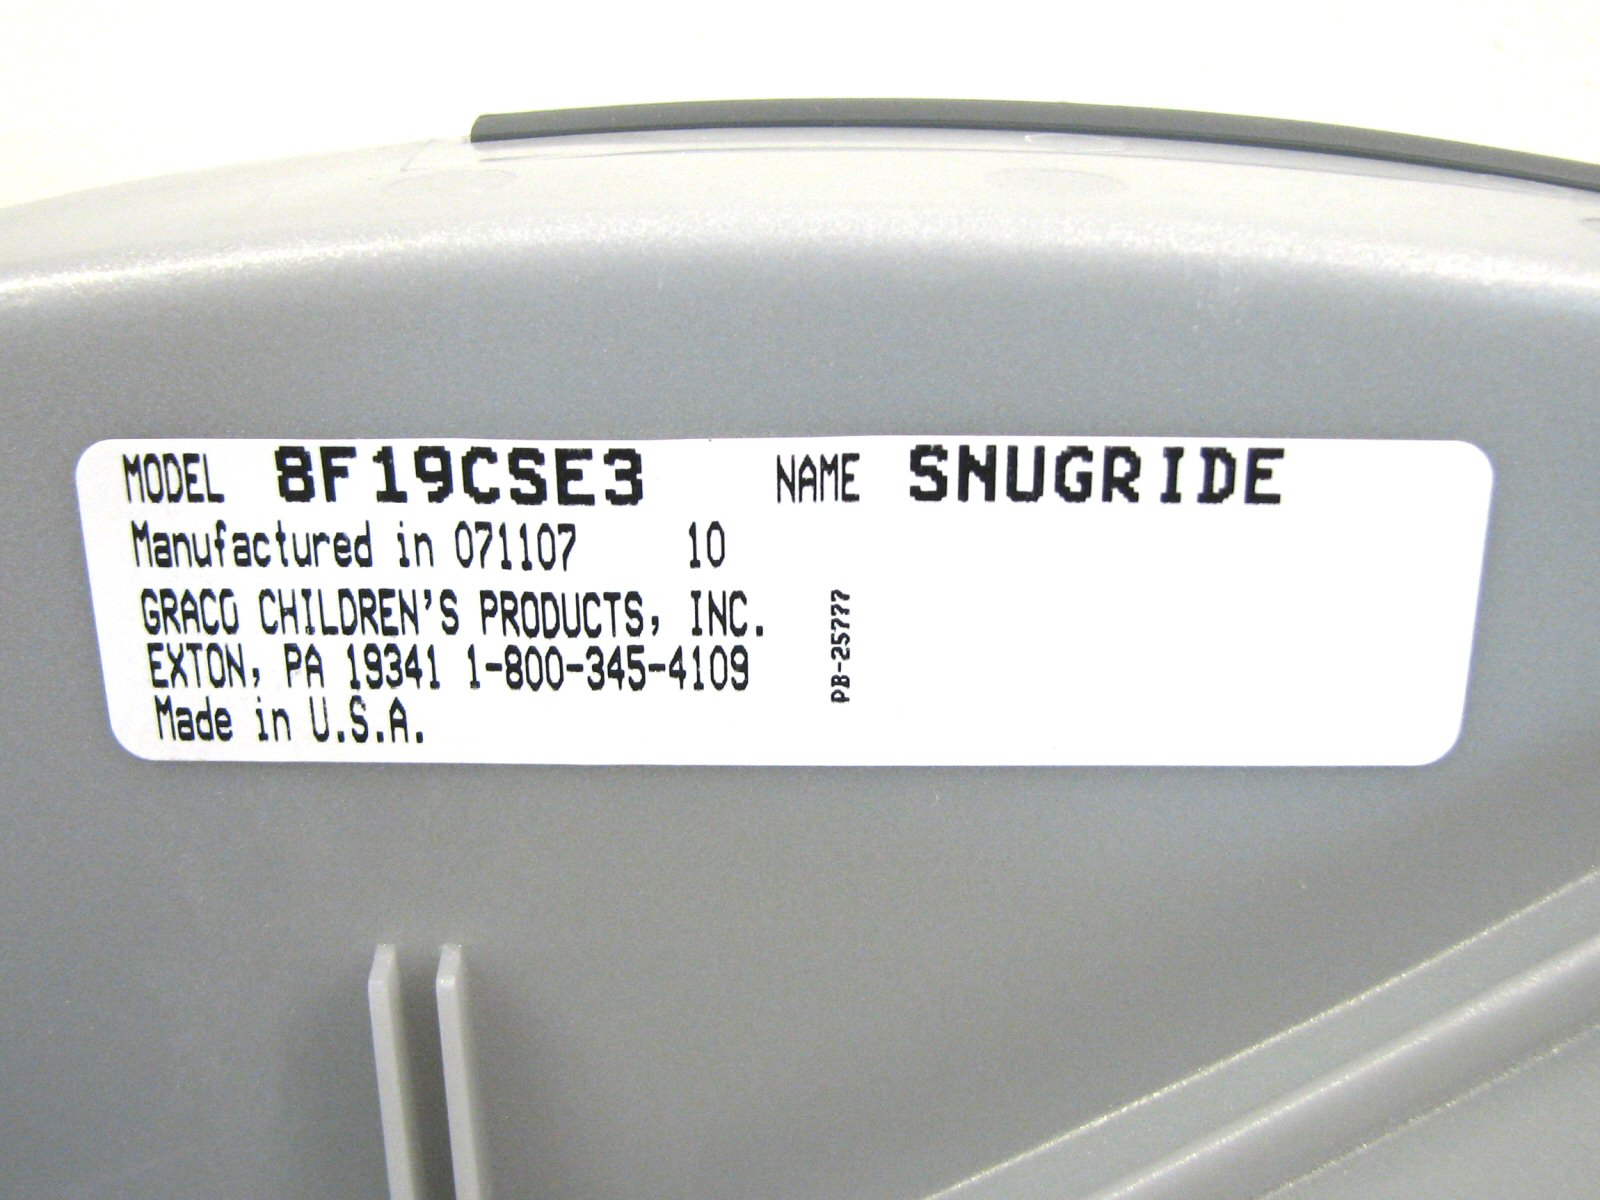 MODEL 8F19CSE3 NAME SNUGRIDE
Manufactured in 071107 10
GRACO CHILDREN'S PRODUCTS, INC.
EXTON, PA 19341 1-800-345-4109
Made in U.S.A.
PB-25777